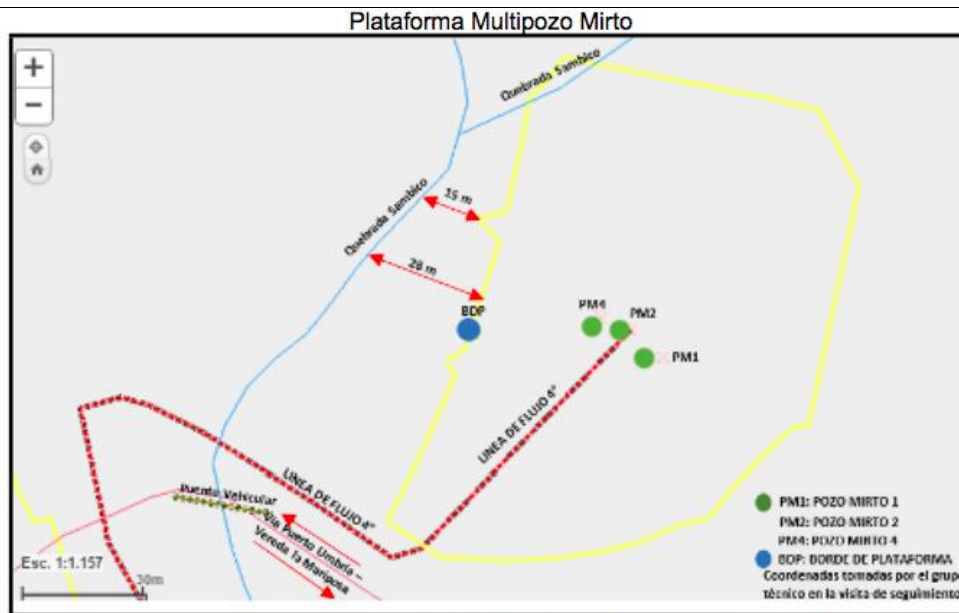 Plataforma Multipozo Mirto
+
−
Quebrada Sambico
Quebrada Sambico
15 m
28 m
BDP
PM4
PM2
PM1
LINEA DE FLUJO 4"
LINEA DE FLUJO 4"
Puente Vehicular
Vía Puerto Umbría –
Vereda la Mariposa
Esc. 1:1.157
30m
PM1: POZO MIRTO 1
PM2: POZO MIRTO 2
PM4: POZO MIRTO 4
BDP: BORDE DE PLATAFORMA
Coordenadas tomadas por el grupo
técnico en la visita de seguimiento